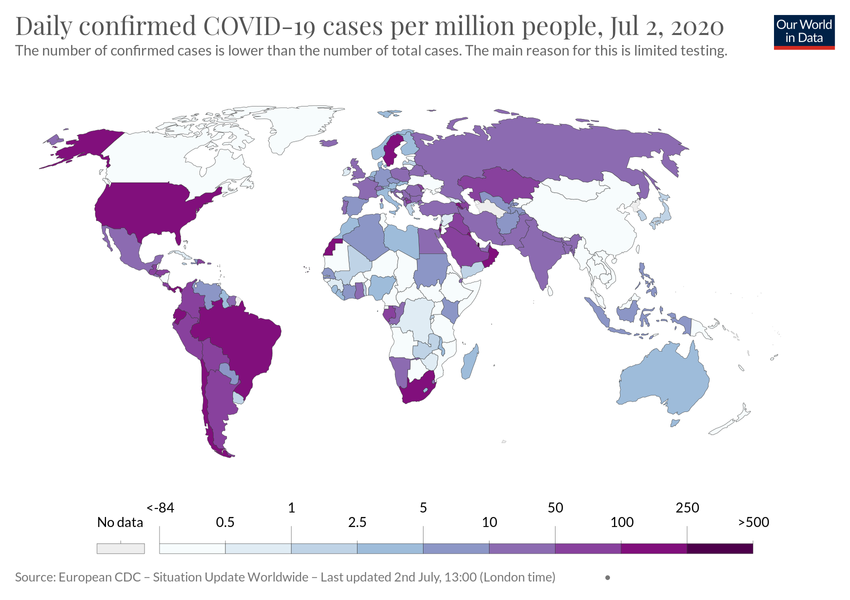 Daily confirmed COVID-19 cases per million people, Jul 2, 2020
The number of confirmed cases is lower than the number of total cases. The main reason for this is limited testing.
Our World
in Data
<-84 1 5 50 250
No data 0.5 2.5 10 100 >500
Source: European CDC – Situation Update Worldwide – Last updated 2nd July, 13:00 (London time) •